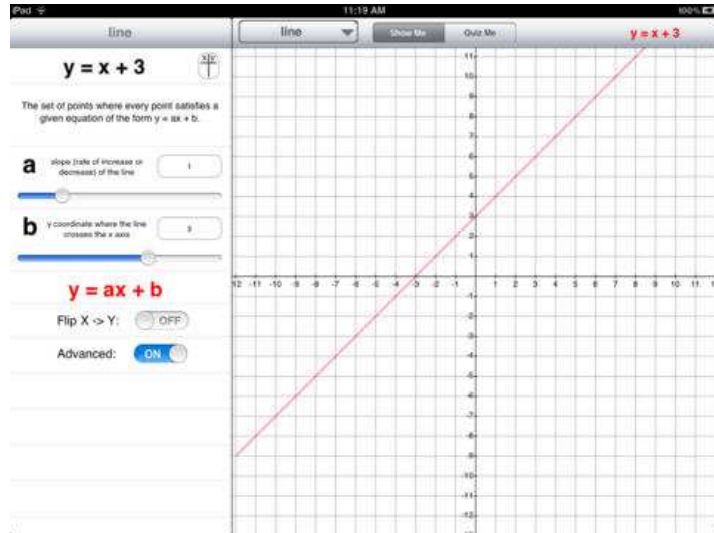 iPad 11:19 AM 100%
line
line Show Me Quiz Me y = x + 3
y = x + 3
X Y
The set of points where every point satisfies a
given equation of the form y = ax + b.
a slope (rate of increase or
decrease) of the line
1
b y coordinate where the line
crosses the x axis
3
y = ax + b
Flip X -> Y: OFF
Advanced: ON
11
9
8
7
6
5
4
3
2
1
12 -11 -10 -9 -8 -7 -6 -5 -4 -3 -2 -1 1 2 3 4 5 6 7 8 9 10 11
-1
-2
-3
-4
-5
-6
-7
-8
-9
-10
-11
-12